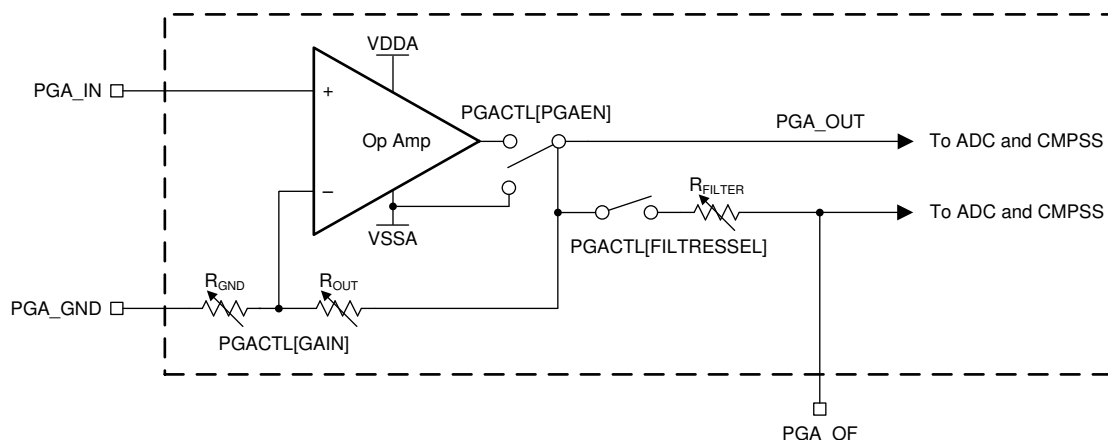 VDDA
PGA_IN
+
PGACTL[PGAEN]
PGA_OUT
Op Amp
To ADC and CMPSS
−
RFILTER
To ADC and CMPSS
VSSA
PGACTL[FILTRESSEL]
RGND
ROUT
PGA_GND
PGACTL[GAIN]
PGA_OF